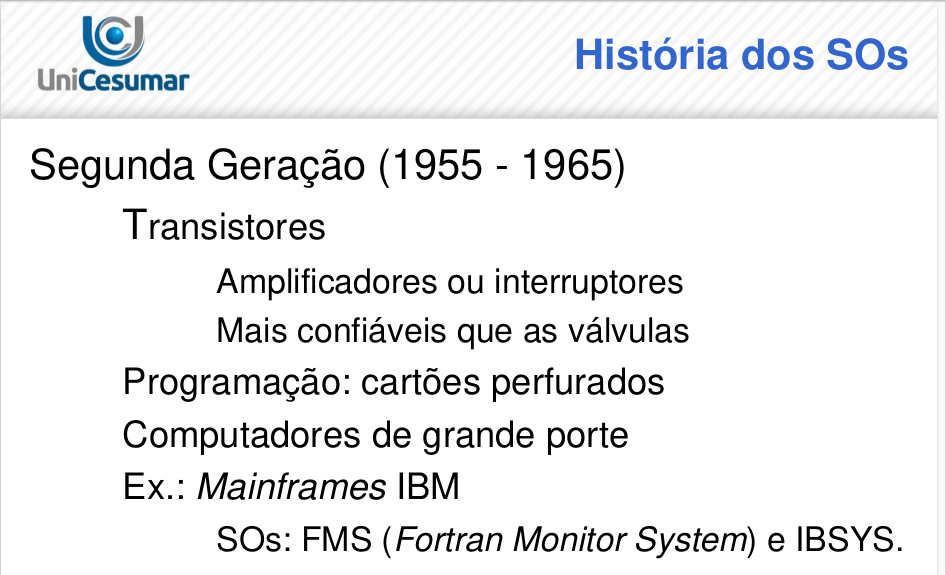 UniCesumar
História dos SOs
Segunda Geração (1955 - 1965)
Transistores
Amplificadores ou interruptores
Mais confiáveis que as válvulas
Programação: cartões perfurados
Computadores de grande porte
Ex.: Mainframes IBM
SOs: FMS (Fortran Monitor System) e IBSYS.